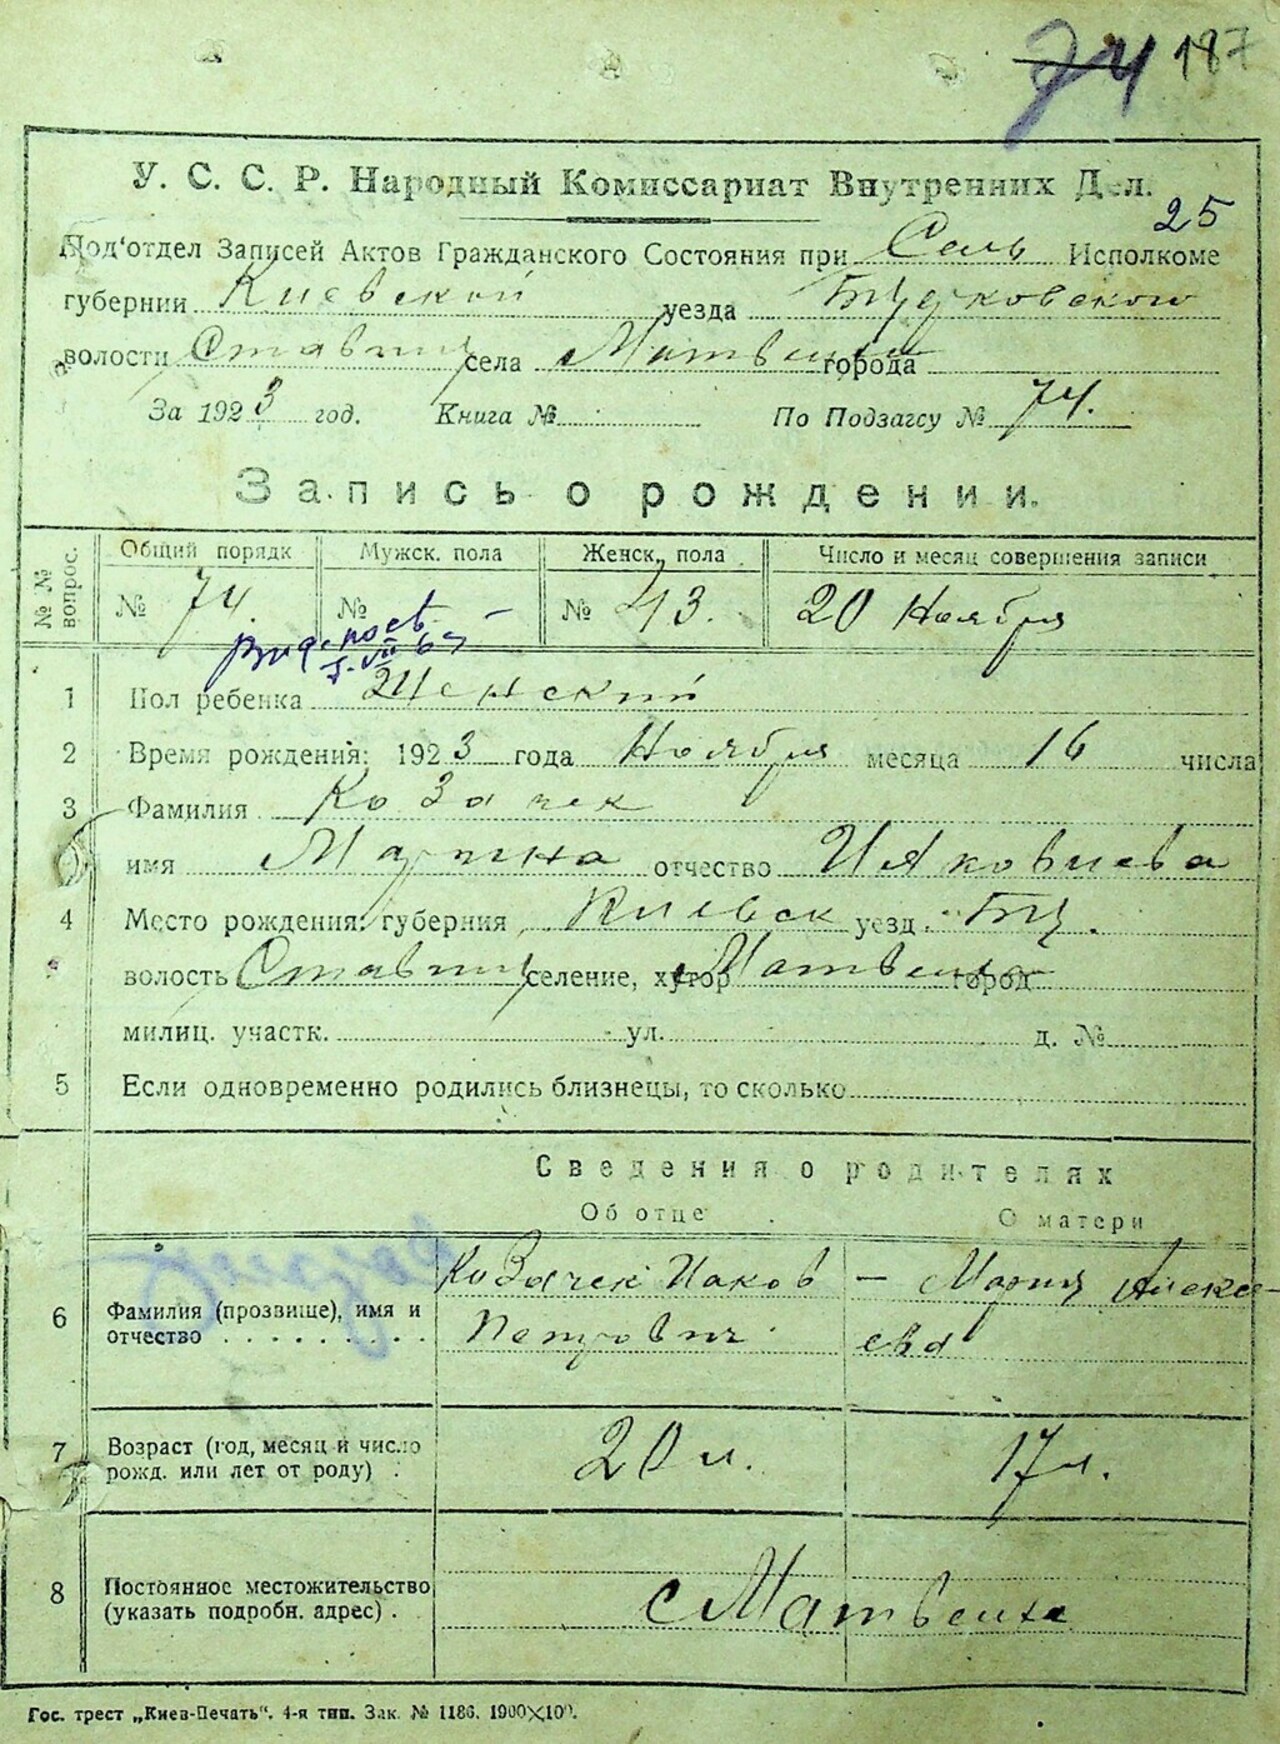 74 187
У. С. С. Р. Народный Комиссариат Внутренних Дел.
25
Под'отдел Записей Актов Гражданского Состояния при Сель Исполкоме
губернии Киевской уезда
волости Ставищ села Матвеиха города
За 1923 год. Книга № По Подзагсу № 74.
Запись о рождении.
№ № вопрос. Общий порядк Мужск. пола Женск. пола Число и месяц совершения записи
№ 74 № № 43. 20 Ноября
1 Пол ребенка Женский
2 Время рождения: 1923 года Ноября месяца 16 числа
3 Фамилия Козачек
имя Марина отчество Ияковлева
4 Место рождения: губерния Киевск уезд. БЦ.
волость Ставищ селение, хутор Матвеиха город
милиц. участк. ул. д. №
5 Если одновременно родились близнецы, то сколько
Сведения о родителях
Об отце О матери
6 Фамилия (прозвище), имя и отчество Козачек Иаков Петрович — Мария Алексе-
ева
7 Возраст (год, месяц и число рожд. или лет от роду) . 20 л. 17 л.
8 Постоянное местожительство (указать подробн. адрес) . с Матвеиха
Гос. трест „Киев-Печать“. 4-я тип. Зак. № 1186. 1900×100.